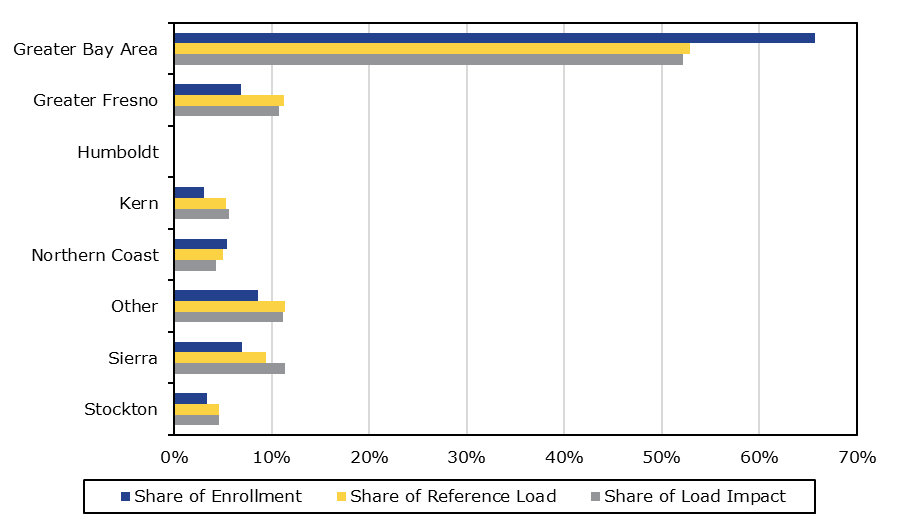 Greater Bay Area
Greater Fresno
Humboldt
Kern
Northern Coast
Other
Sierra
Stockton
0% 10% 20% 30% 40% 50% 60% 70%
Share of Enrollment Share of Reference Load Share of Load Impact